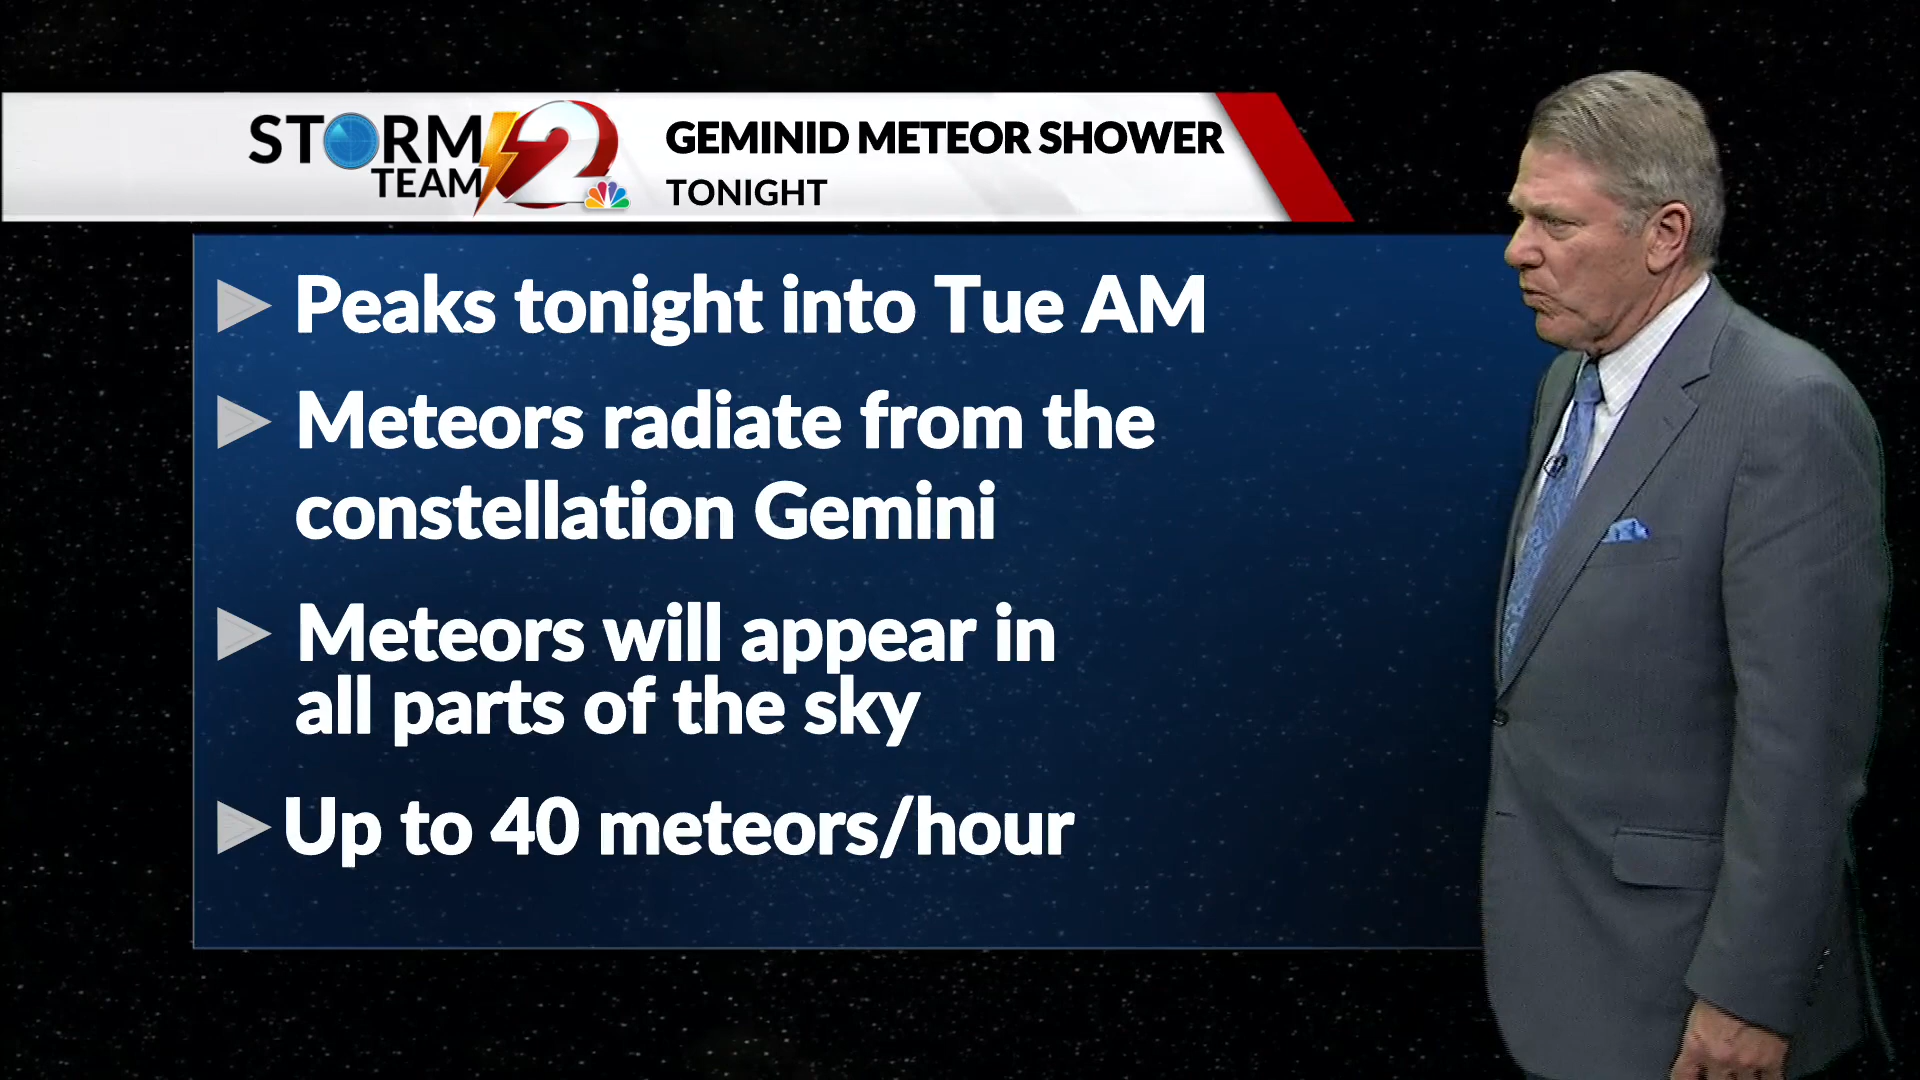 STORM
TEAM
2
GEMINID METEOR SHOWER
TONIGHT
Peaks tonight into Tue AM
Meteors radiate from the
constellation Gemini
Meteors will appear in
all parts of the sky
Up to 40 meteors/hour